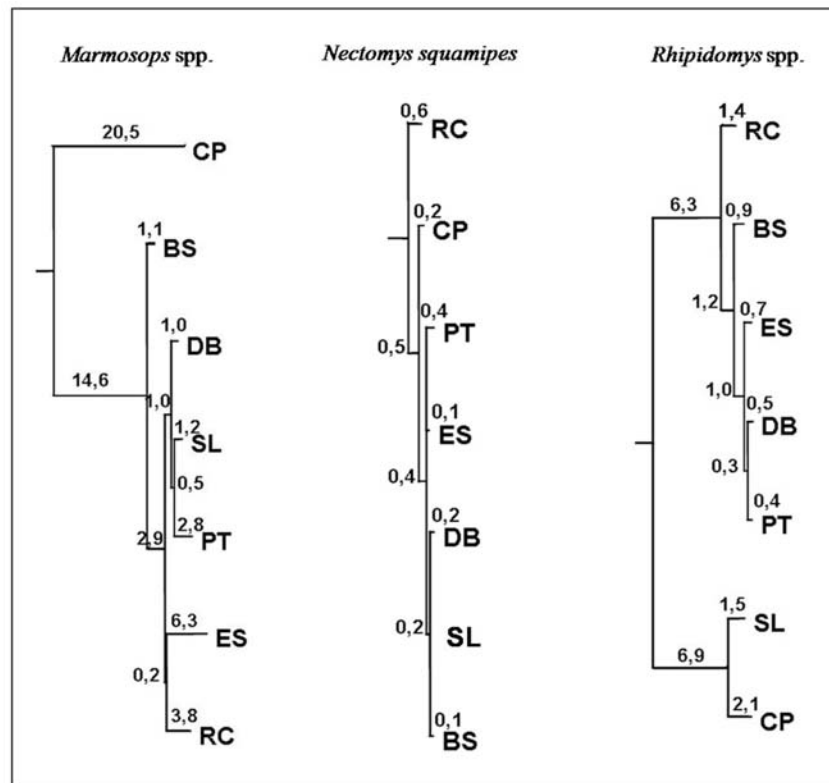 Marmosops spp.
Nectomys squamipes
Rhipidomys spp.
20,5
CP
1,1
BS
1,0
DB
14,6
1,0
1,2
SL
0,5
2,9
2,8
PT
6,3
ES
0,2
3,8
RC
0,6
RC
0,2
CP
0,4
PT
0,5
0,1
ES
0,4
0,2
DB
0,2
SL
0,1
BS
1,4
RC
6,3
0,9
BS
1,2
0,7
ES
1,0
0,5
DB
0,3
0,4
PT
1,5
SL
6,9
2,1
CP